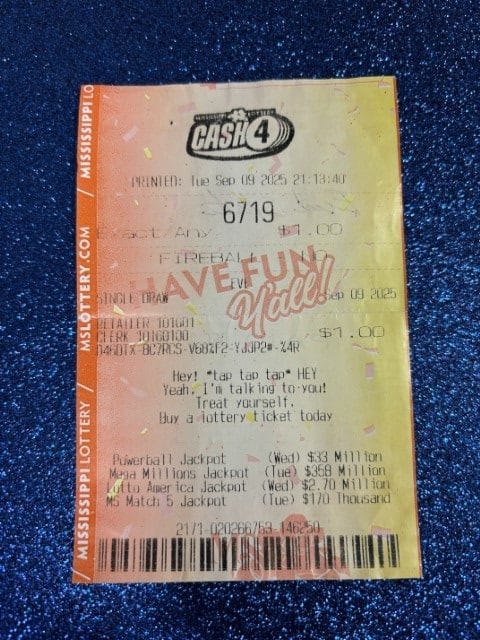 MISSISSIPPI LOTTERY
CASH 4
PRINTED: Tue Sep 09 2025 21:13:40
6719
Exact/Any $1.00
FIREBALL NO
HAVE FUN,
Y'all!
EVE
SINGLE DRAW Sep 09 2025
RETAILER 101601
CLERK 10160100 $1.00
Hey! *tap tap tap* HEY
Yeah, I'm talking to you!
Treat yourself.
Buy a lottery ticket today
Powerball Jackpot (Wed) $33 Million
Mega Millions Jackpot (Tue) $358 Million
Lotto America Jackpot (Wed) $2.70 Million
MS Match 5 Jackpot (Tue) $170 Thousand
2171-020266763-146250
MISSISSIPPI LOTTERY / MSLOTTERY.COM / MISSISSIPPI LO